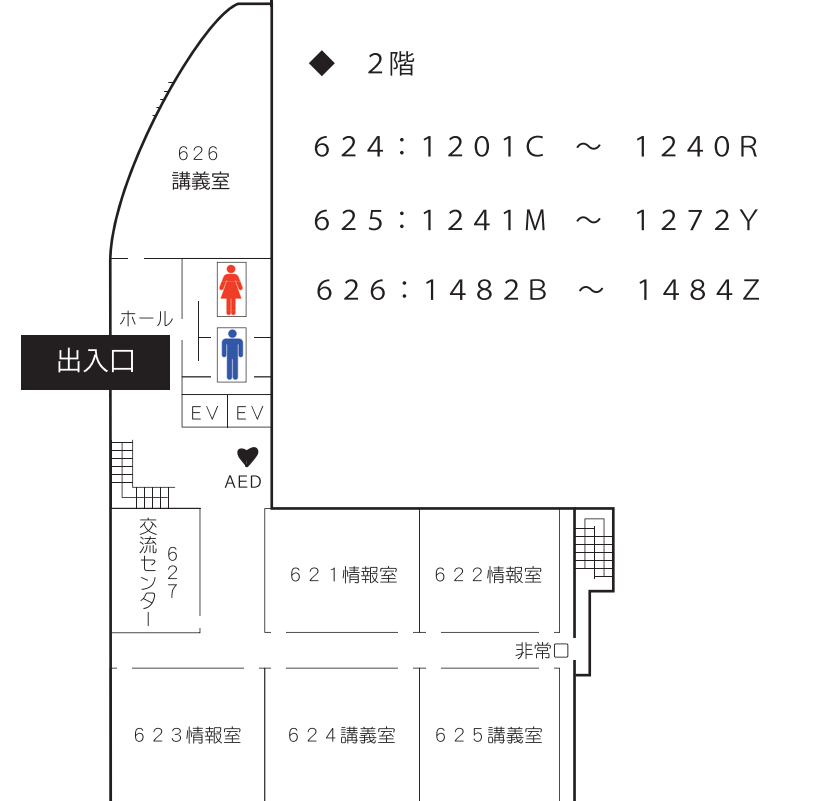 ◆　２階
６２４：１２０１Ｃ　～　１２４０Ｒ
６２５：１２４１Ｍ　～　１２７２Ｙ
６２６：１４８２Ｂ　～　１４８４Ｚ
６２６
講義室
ホール
出入口
ＥＶ
ＥＶ
AED
６２７
交流センター
６２１情報室
６２２情報室
非常口
６２３情報室
６２４講義室
６２５講義室